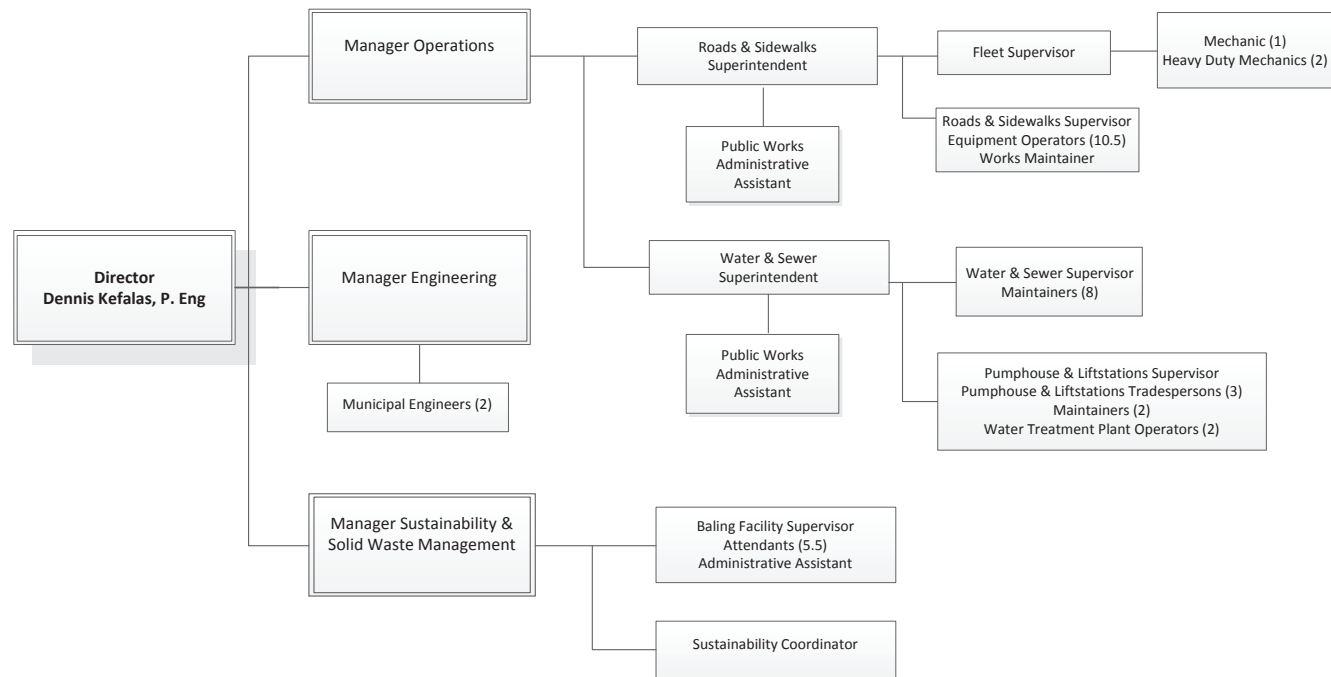 Manager Operations
Roads & Sidewalks
Superintendent
Fleet Supervisor
Mechanic (1)
Heavy Duty Mechanics (2)
Public Works
Administrative
Assistant
Roads & Sidewalks Supervisor
Equipment Operators (10.5)
Works Maintainer
Director
Dennis Kefalas, P. Eng
Manager Engineering
Municipal Engineers (2)
Water & Sewer
Superintendent
Water & Sewer Supervisor
Maintainers (8)
Public Works
Administrative
Assistant
Pumphouse & Liftstations Supervisor
Pumphouse & Liftstations Tradespersons (3)
Maintainers (2)
Water Treatment Plant Operators (2)
Manager Sustainability &
Solid Waste Management
Baling Facility Supervisor
Attendants (5.5)
Administrative Assistant
Sustainability Coordinator